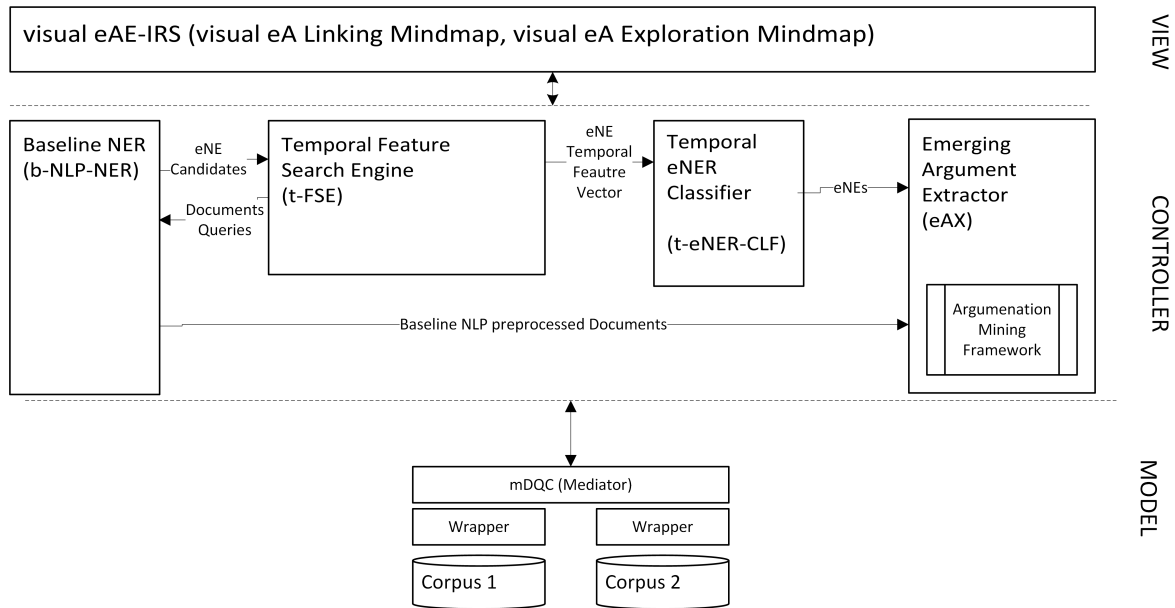 visual eAE-IRS (visual eA Linking Mindmap, visual eA Exploration Mindmap)
VIEW
Baseline NER
(b-NLP-NER)
eNE
Candidates
Documents
Queries
Temporal Feature
Search Engine
(t-FSE)
eNE
Temporal
Feautre
Vector
Temporal
eNER
Classifier
(t-eNER-CLF)
eNEs
Emerging
Argument
Extractor
(eAX)
Argumenation
Mining
Framework
Baseline NLP preprocessed Documents
CONTROLLER
mDQC (Mediator)
Wrapper
Wrapper
Corpus 1
Corpus 2
MODEL